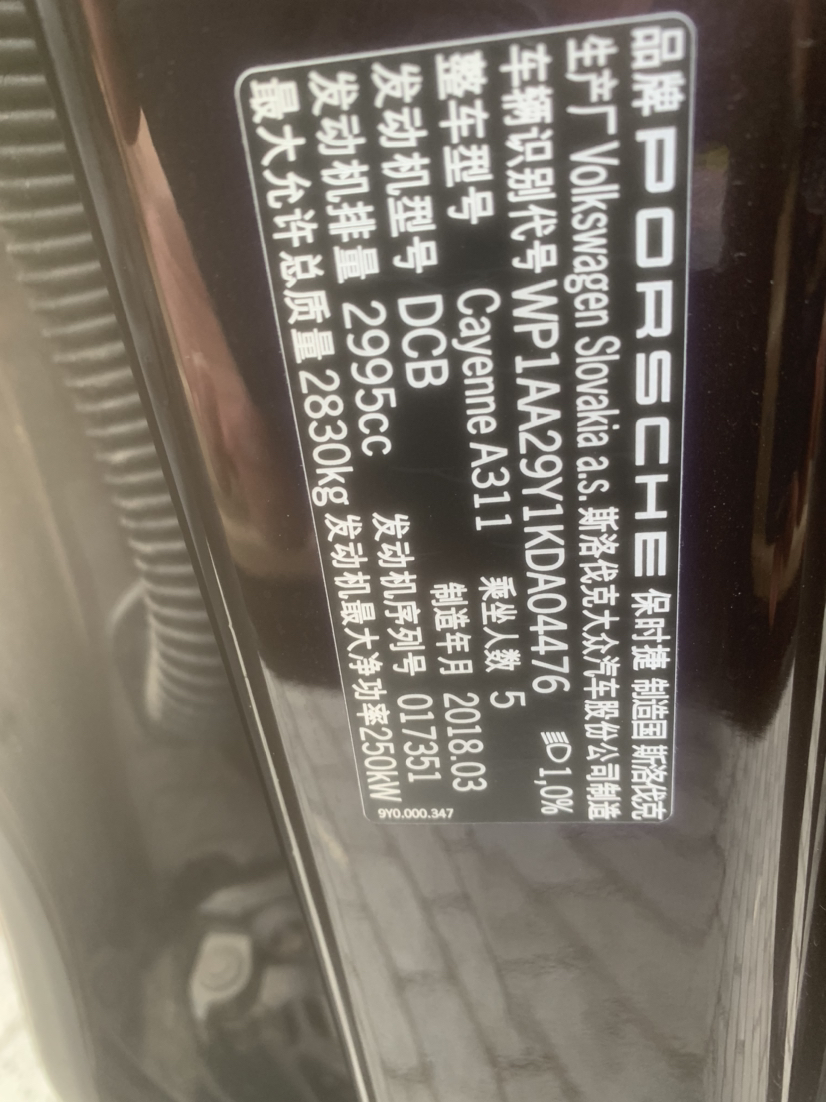 品牌 PORSCHE 保时捷 制造国 斯洛伐克
生产厂 Volkswagen Slovakia a.s. 斯洛伐克大众汽车股份公司制造
车辆识别代号 WP1AA29Y1KDA04476 1,0%
整车型号 Cayenne A311 乘坐人数 5
发动机型号 DCB 制造年月 2018.03
发动机排量 2995cc 发动机序列号 017351
最大允许总质量 2830kg 发动机最大净功率250kW
9Y0.000.347